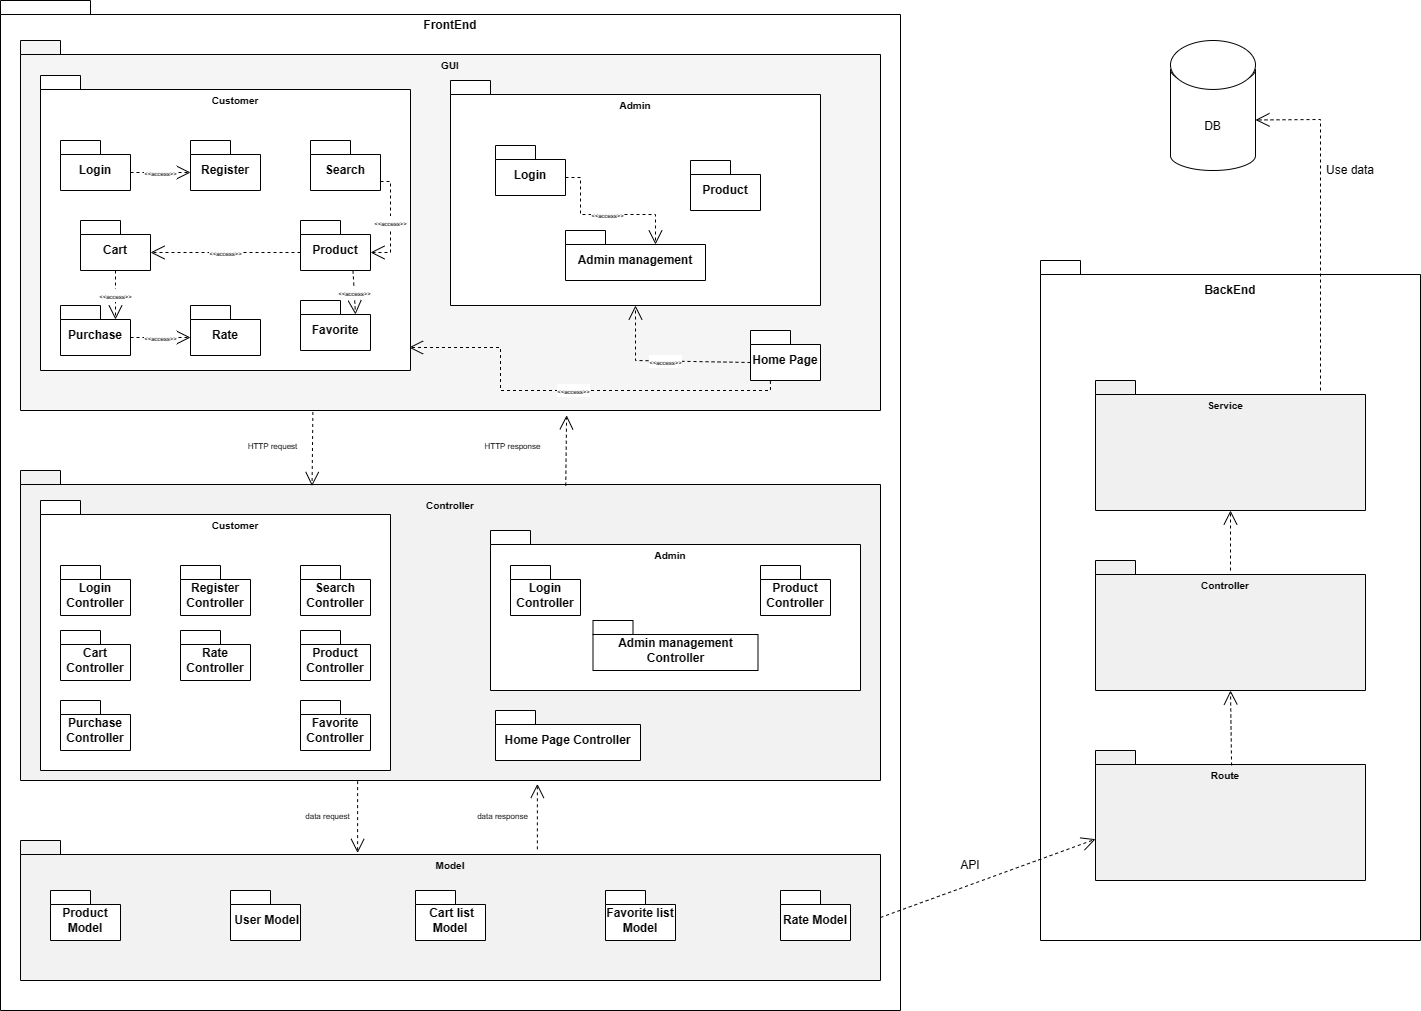 FrontEnd
GUI
Customer
Login
<<access>>
Register
Search
<<access>>
Cart
<<access>>
Product
<<access>>
<<access>>
Purchase
<<access>>
Rate
Favorite
Admin
Login
Product
<<access>>
Admin management
Home Page
<<access>>
<<access>>
HTTP request
HTTP response
Controller
Customer
Login
Controller
Register
Controller
Search
Controller
Cart
Controller
Rate
Controller
Product
Controller
Purchase
Controller
Favorite
Controller
Admin
Login
Controller
Product
Controller
Admin management
Controller
Home Page Controller
data request
data response
Model
Product
Model
User Model
Cart list
Model
Favorite list
Model
Rate Model
API
DB
Use data
BackEnd
Service
Controller
Route